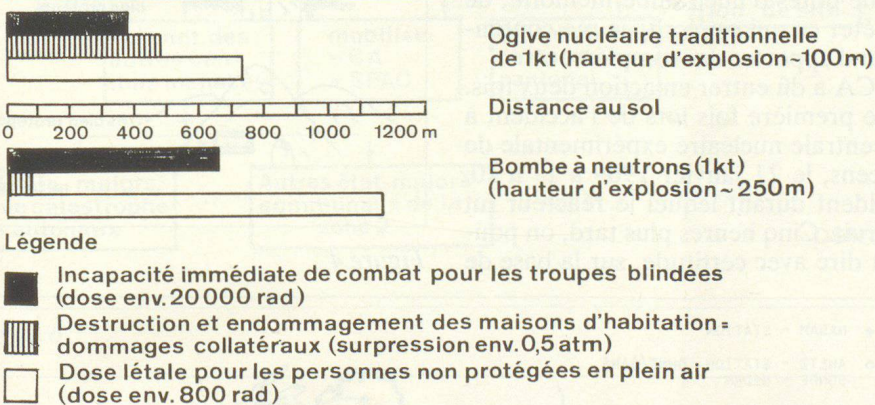 Ogive nucléaire traditionnelle
de 1kt (hauteur d'explosion ~100m)
Distance au sol
0 200 400 600 800 1000 1200 m
Bombe à neutrons (1kt)
(hauteur d'explosion ~ 250m)
Légende
Incapacité immédiate de combat pour les troupes blindées
(dose env. 20 000 rad)
Destruction et endommagement des maisons d'habitation =
dommages collatéraux (surpression env. 0,5 atm)
Dose létale pour les personnes non protégées en plein air
(dose env. 800 rad)